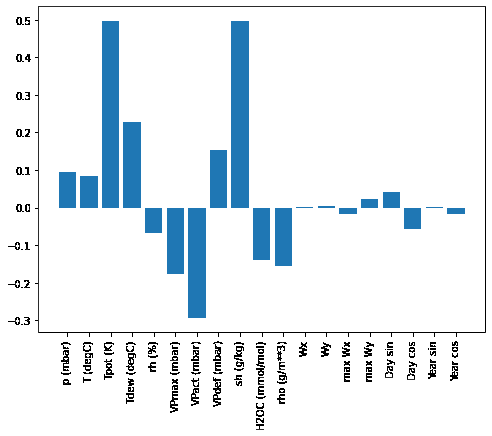 0.5
0.4
0.3
0.2
0.1
0.0
−0.1
−0.2
−0.3
p (mbar)
T (degC)
Tpot (K)
Tdew (degC)
rh (%)
VPmax (mbar)
VPact (mbar)
VPdef (mbar)
sh (g/kg)
H2OC (mmol/mol)
rho (g/m**3)
Wx
Wy
max Wx
max Wy
Day sin
Day cos
Year sin
Year cos